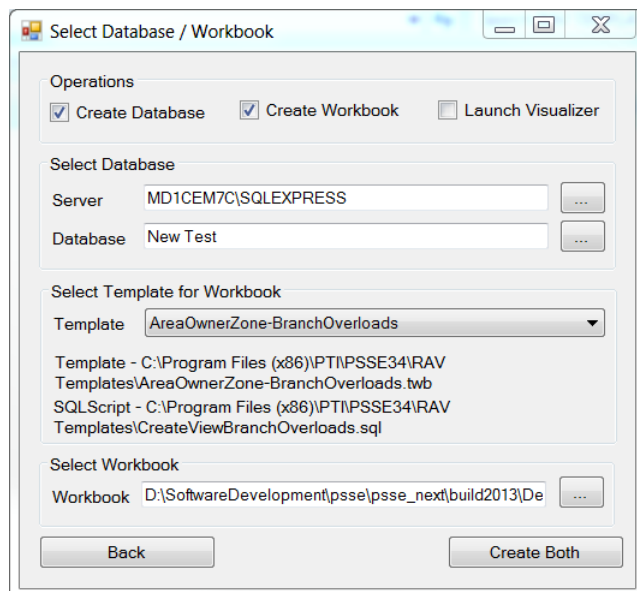 Select Database / Workbook
Operations
Create Database Create Workbook Launch Visualizer
Select Database
Server MD1CEM7C\SQLEXPRESS ...
Database New Test ...
Select Template for Workbook
Template AreaOwnerZone-BranchOverloads
Template - C:\Program Files (x86)\PTI\PSSE34\RAV
Templates\AreaOwnerZone-BranchOverloads.twb
SQLScript - C:\Program Files (x86)\PTI\PSSE34\RAV
Templates\CreateViewBranchOverloads.sql
Select Workbook
Workbook D:\SoftwareDevelopment\psse\psse_next\build2013\De ...
Back Create Both